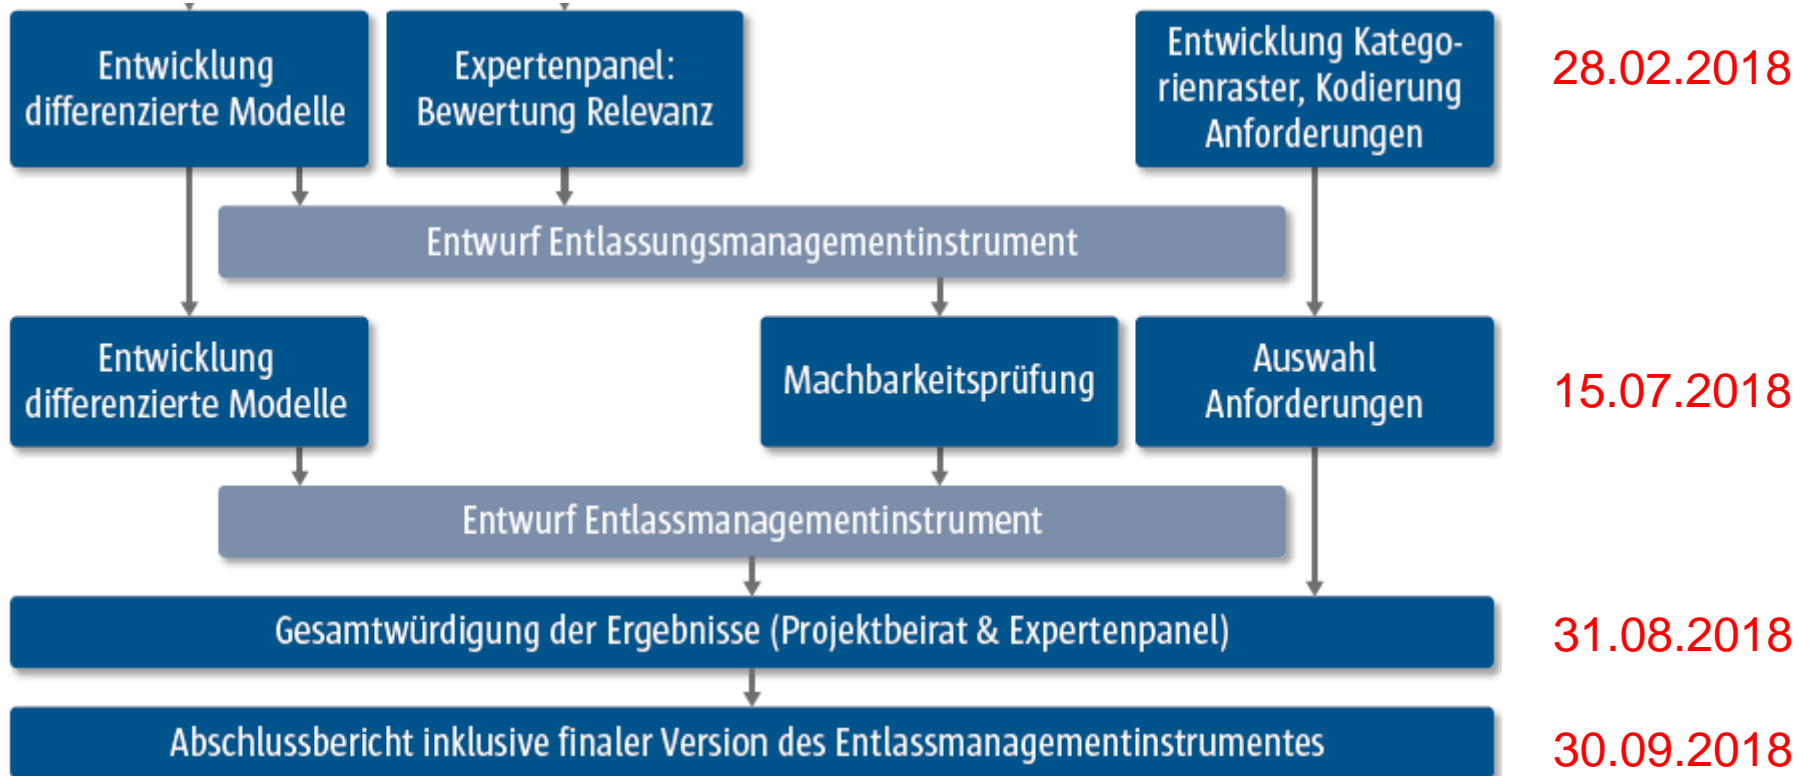 Entwicklung
differenzierte Modelle
Expertenpanel:
Bewertung Relevanz
Entwicklung Katego-
rienraster, Kodierung
Anforderungen
28.02.2018
Entwurf Entlassungsmanagementinstrument
Entwicklung
differenzierte Modelle
Machbarkeitsprüfung
Auswahl
Anforderungen
15.07.2018
Entwurf Entlassmanagementinstrument
Gesamtwürdigung der Ergebnisse (Projektbeirat & Expertenpanel)
31.08.2018
Abschlussbericht inklusive finaler Version des Entlassmanagementinstrumentes
30.09.2018